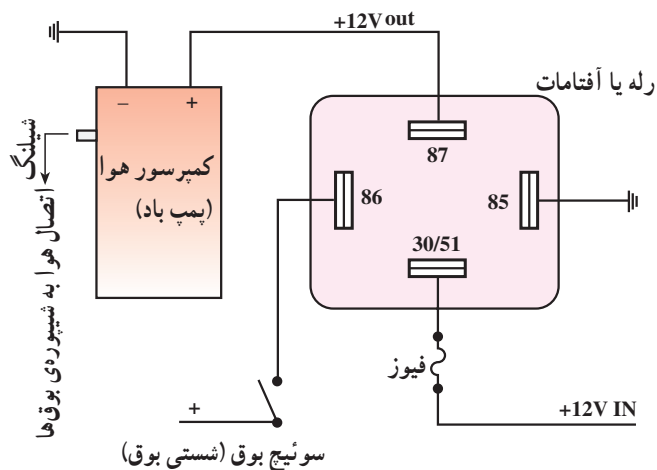 +12V out
رله یا آفتامات
– +
کمپرسور هوا
(پمپ باد)
شیلنگ
اتصال هوا به شیپوره‌ی بوق‌ها
87
86
85
30/51
فیوز
+12V IN
+
سوئیچ بوق (شستی بوق)